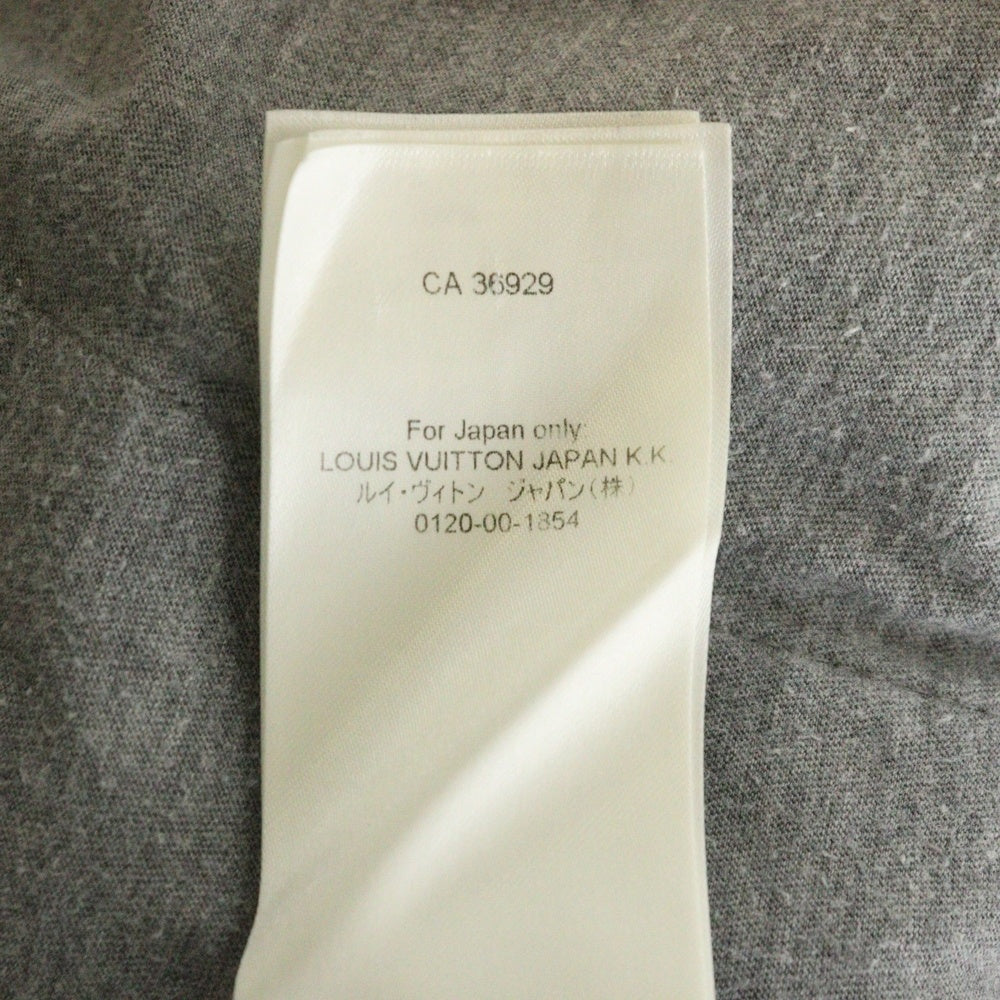 CA 36929
For Japan only:
LOUIS VUITTON JAPAN K.K.
ルイ・ヴィトン　ジャパン(株)
0120-00-1854